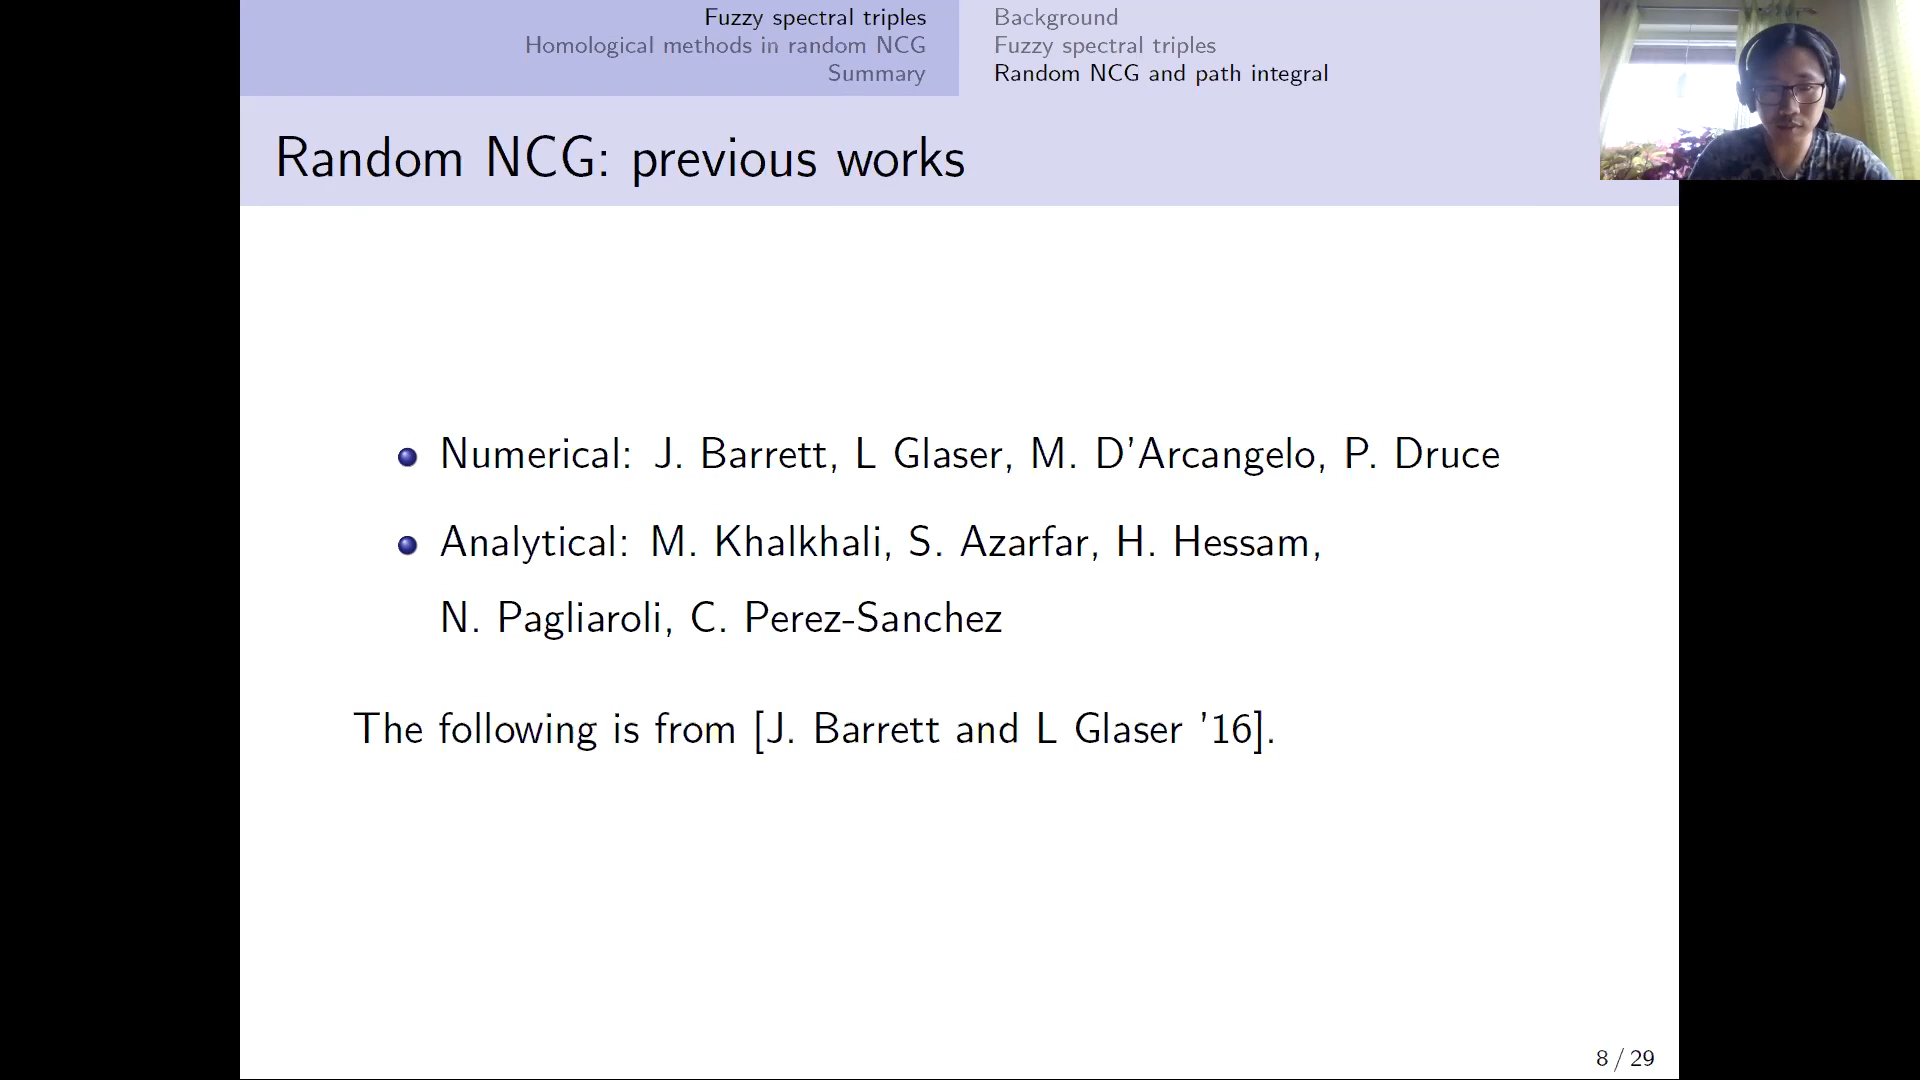 Fuzzy spectral triples
Homological methods in random NCG
Summary
Background
Fuzzy spectral triples
Random NCG and path integral
Random NCG: previous works
Numerical: J. Barrett, L Glaser, M. D'Arcangelo, P. Druce
Analytical: M. Khalkhali, S. Azarfar, H. Hessam,
N. Pagliaroli, C. Perez-Sanchez
The following is from [J. Barrett and L Glaser '16].
8 / 29